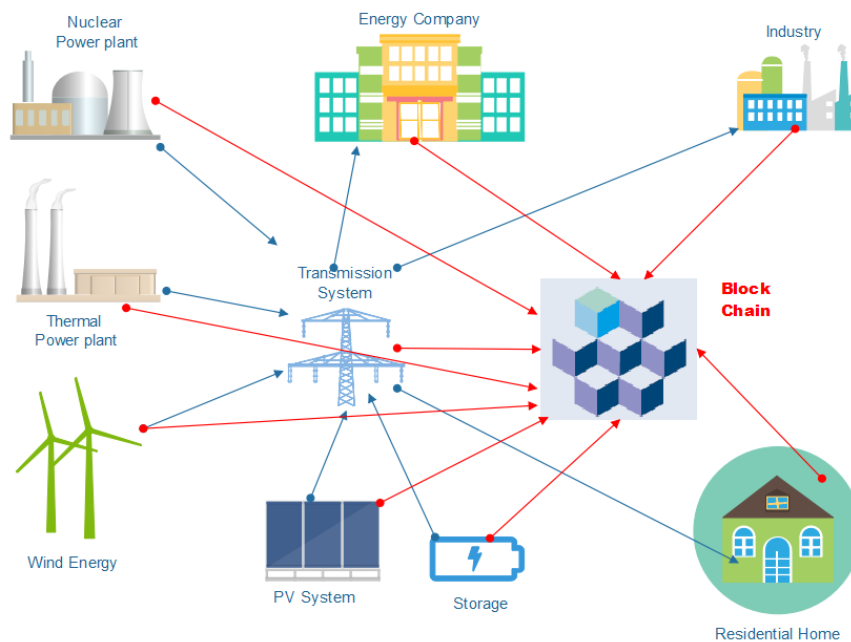 Nuclear
Power plant
Energy Company
Industry
Transmission
System
Block
Chain
Thermal
Power plant
Wind Energy
PV System
Storage
Residential Home